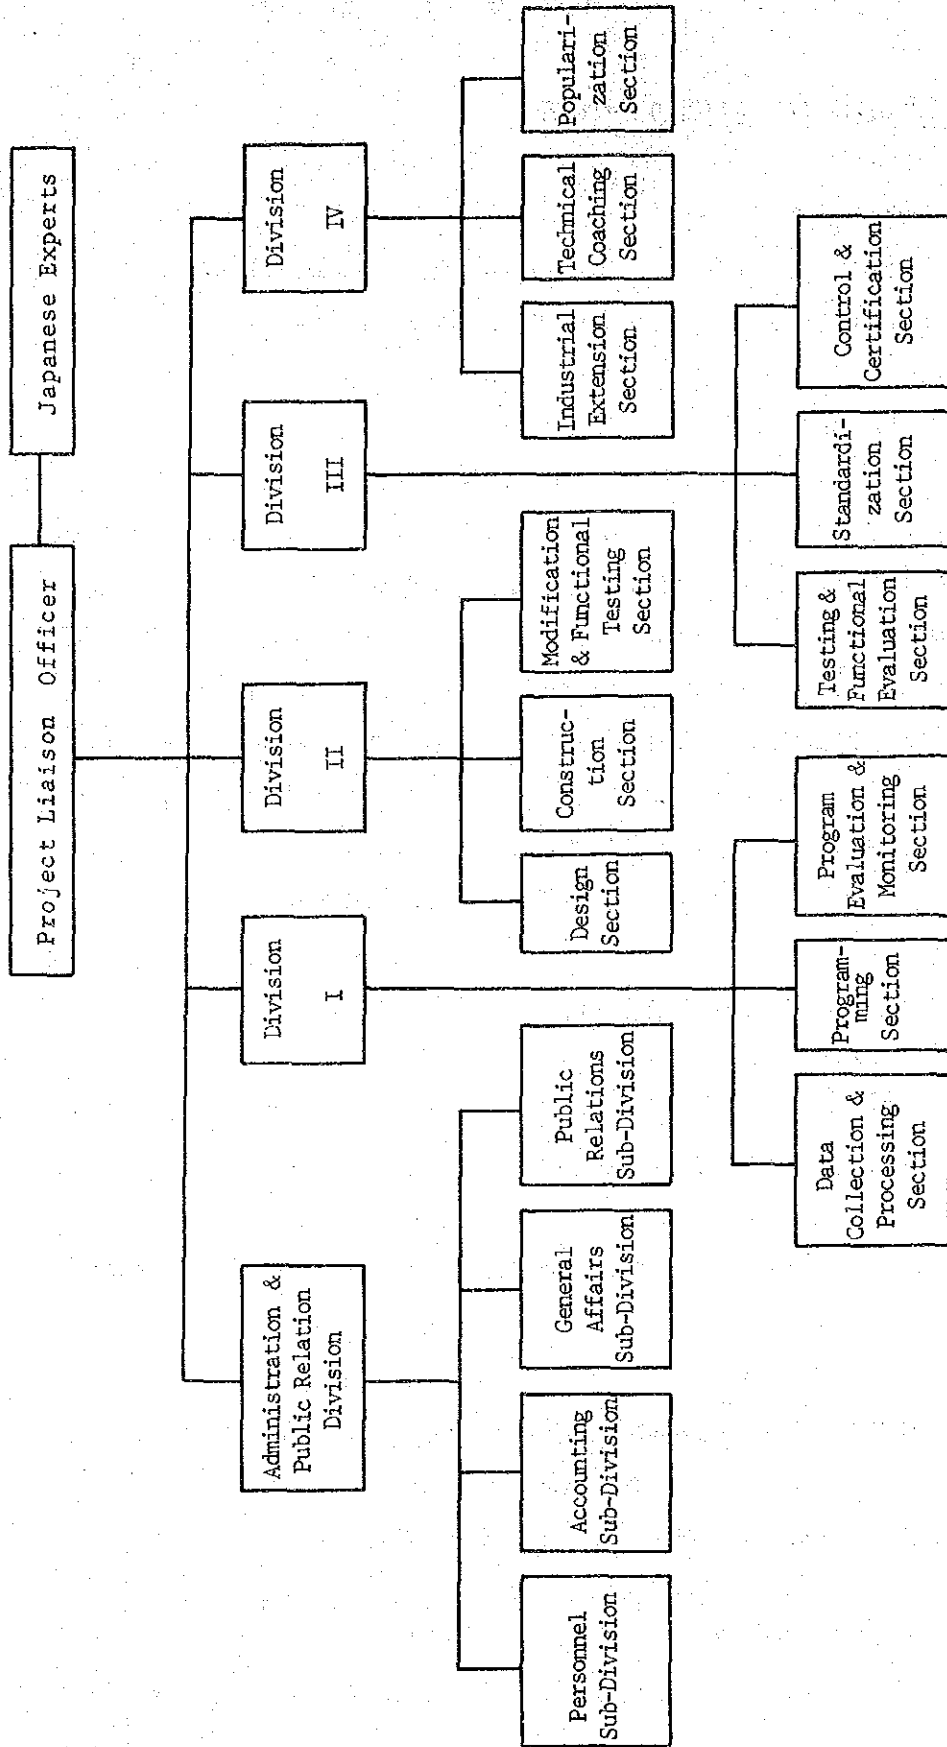 Project Liaison Officer
Japanese Experts
Administration &
Public Relation
Division
Division
I
Division
II
Division
III
Division
IV
Personnel
Sub-Division
Accounting
Sub-Division
General
Affairs
Sub-Division
Public
Relations
Sub-Division
Design
Section
Construc-
tion
Section
Modification
& Functional
Testing
Section
Industrial
Extension
Section
Technical
Coaching
Section
Populari-
zation
Section
Data
Collection &
Processing
Section
Program-
ming
Section
Program
Evaluation &
Monitoring
Section
Testing &
Functional
Evaluation
Section
Standardi-
zation
Section
Control &
Certification
Section